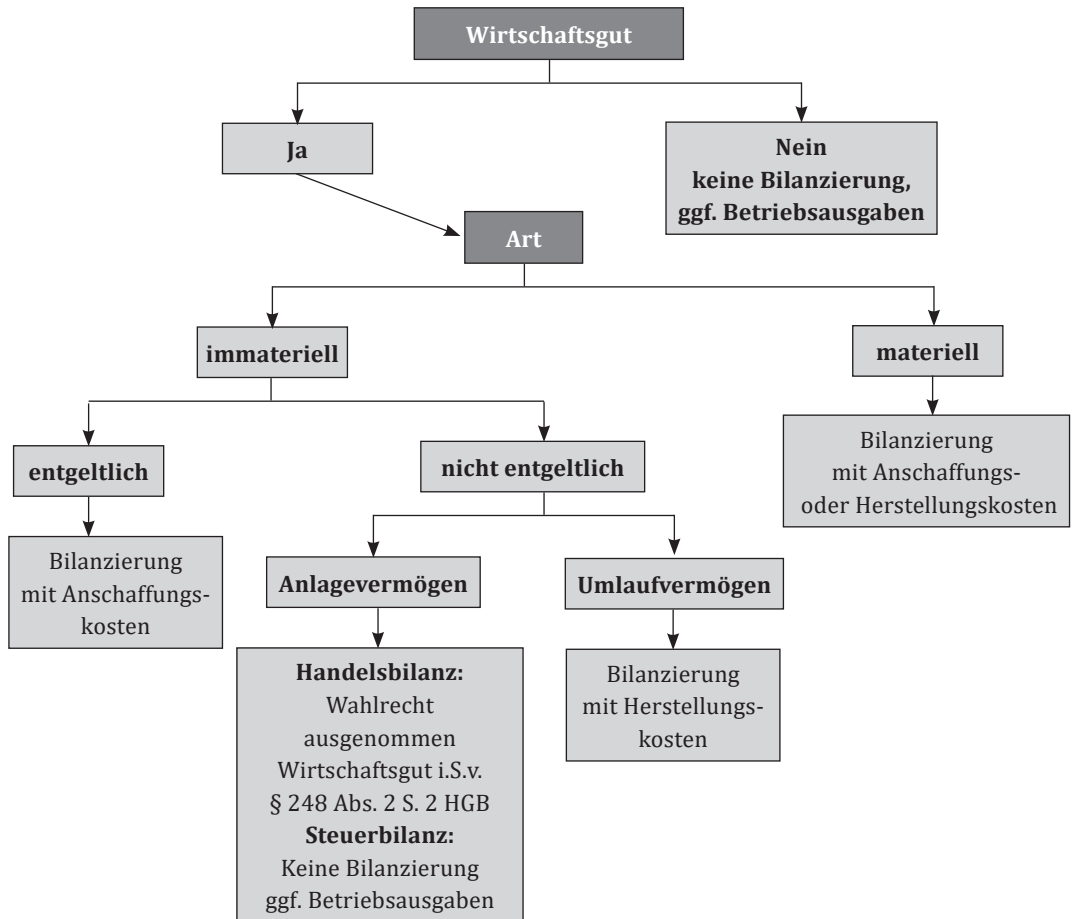 Wirtschaftsgut
Ja
Nein
keine Bilanzierung,
ggf. Betriebsausgaben
Art
immateriell
materiell
entgeltlich
nicht entgeltlich
Bilanzierung
mit Anschaffungs-
oder Herstellungskosten
Bilanzierung
mit Anschaffungs-
kosten
Anlagevermögen
Umlaufvermögen
Handelsbilanz:
Wahlrecht
ausgenommen
Wirtschaftsgut i.S.v.
§ 248 Abs. 2 S. 2 HGB
Steuerbilanz:
Keine Bilanzierung
ggf. Betriebsausgaben
Bilanzierung
mit Herstellungs-
kosten